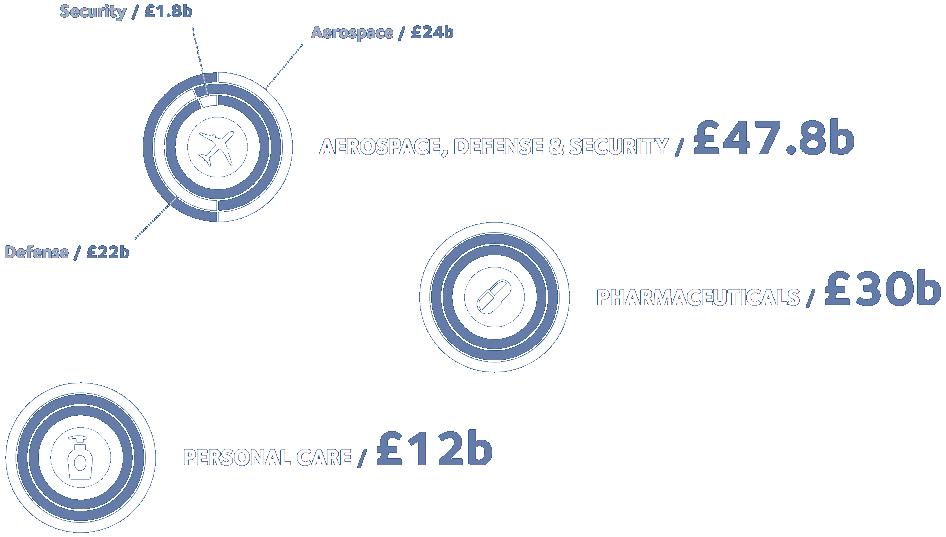 Security / £1.8b
Aerospace / £24b
AEROSPACE, DEFENSE & SECURITY / £47.8b
Defense / £22b
PHARMACEUTICALS / £30b
PERSONAL CARE / £12b